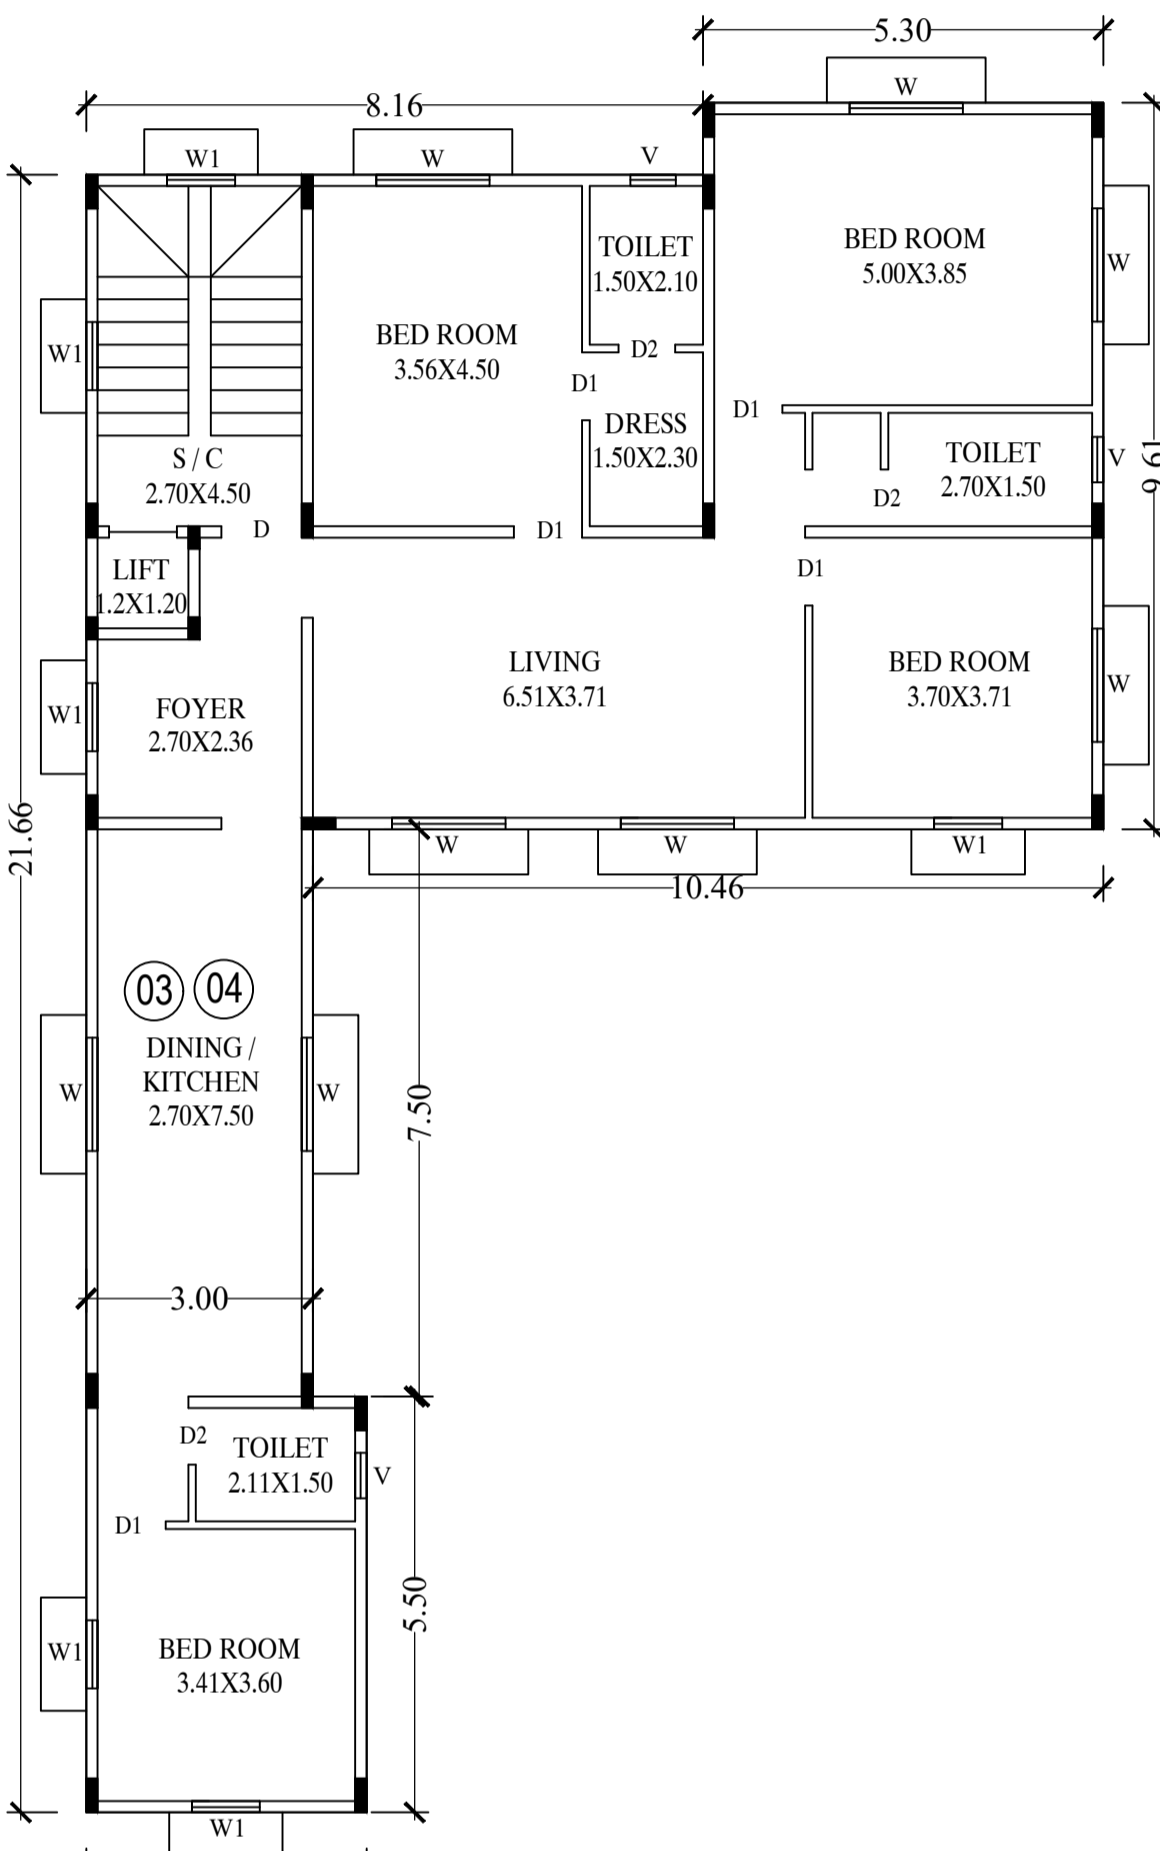 5.30
W
8.16
W1
W
V
BED ROOM
5.00X3.85
W
TOILET
1.50X2.10
BED ROOM
3.56X4.50
W1
D2
D1
DRESS
1.50X2.30
D1
TOILET
2.70X1.50
V
9.61
D2
S / C
2.70X4.50
D
D1
LIFT
1.2X1.20
D1
LIVING
6.51X3.71
BED ROOM
3.70X3.71
W
W1
FOYER
2.70X2.36
21.66
W
W
W1
10.46
03 04
DINING /
KITCHEN
2.70X7.50
W
W
7.50
3.00
D2
TOILET
2.11X1.50
V
D1
5.50
W1
BED ROOM
3.41X3.60
W1